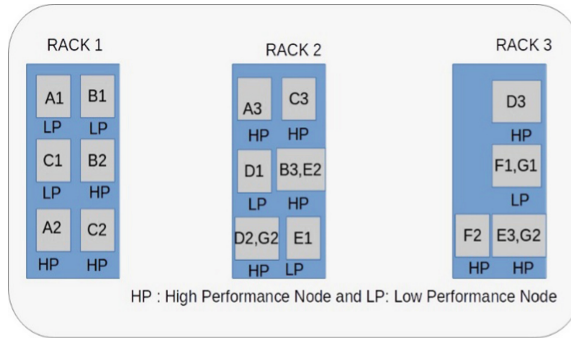 RACK 1
RACK 2
RACK 3
A1
B1
LP
LP
C1
B2
LP
HP
A2
C2
HP
HP
A3
C3
HP
HP
D1
B3,E2
LP
HP
D2,G2
E1
HP
LP
D3
HP
F1,G1
LP
F2
E3,G2
HP
HP
HP : High Performance Node and LP: Low Performance Node